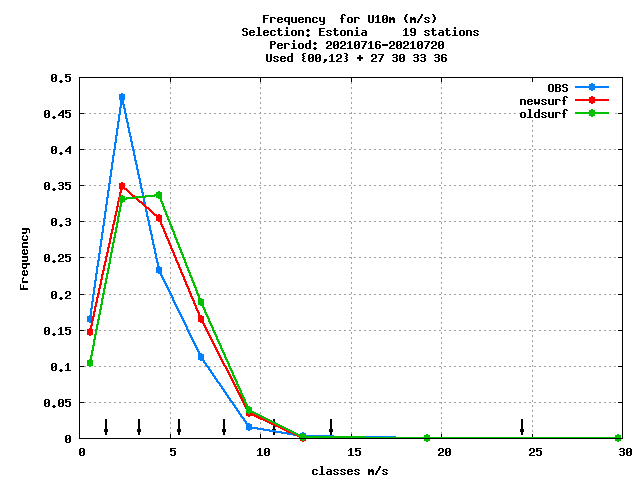 Frequency  for U10m (m/s)
Selection: Estonia     19 stations
Period: 20210716-20210720
Used {00,12} + 27 30 33 36
OBS
newsurf
oldsurf
0.5
0.45
0.4
0.35
0.3
0.25
0.2
0.15
0.1
0.05
0
Frequency
0 5 10 15 20 25 30
classes m/s